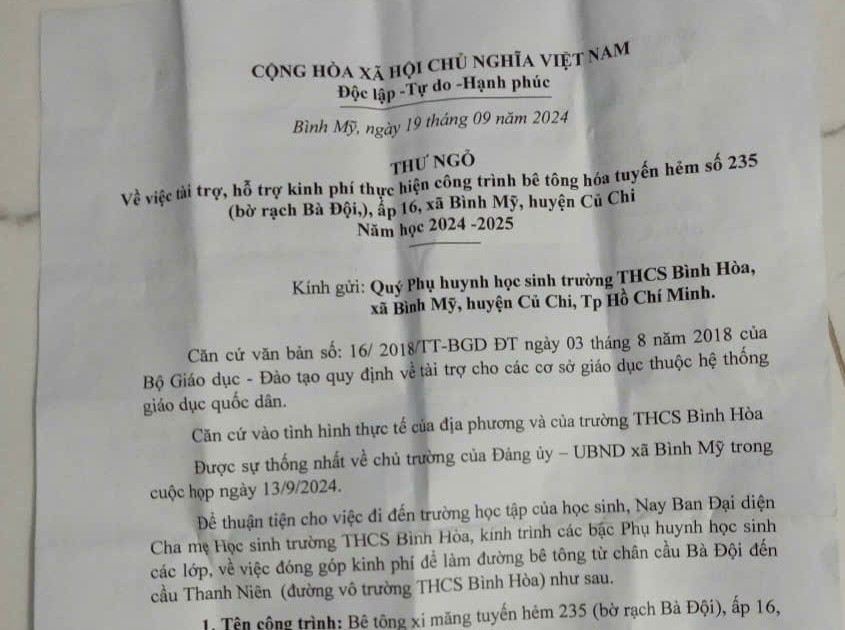 CỘNG HÒA XÃ HỘI CHỦ NGHĨA VIỆT NAM
Độc lập -Tự do -Hạnh phúc
Bình Mỹ, ngày 19 tháng 09 năm 2024
THƯ NGỎ
Về việc tài trợ, hỗ trợ kinh phí thực hiện công trình bê tông hóa tuyến hẻm số 235
(bờ rạch Bà Đội,), ấp 16, xã Bình Mỹ, huyện Củ Chi
Năm học 2024 -2025
Kính gửi: Quý Phụ huynh học sinh trường THCS Bình Hòa,
xã Bình Mỹ, huyện Củ Chi, Tp Hồ Chí Minh.
Căn cứ văn bản số: 16/ 2018/TT-BGD ĐT ngày 03 tháng 8 năm 2018 của
Bộ Giáo dục - Đào tạo quy định về tài trợ cho các cơ sở giáo dục thuộc hệ thống
giáo dục quốc dân.
Căn cứ vào tình hình thực tế của địa phương và của trường THCS Bình Hòa
Được sự thống nhất về chủ trường của Đảng ủy – UBND xã Bình Mỹ trong
cuộc họp ngày 13/9/2024.
Để thuận tiện cho việc đi đến trường học tập của học sinh, Nay Ban Đại diện
Cha mẹ Học sinh trường THCS Bình Hòa, kính trình các bậc Phụ huynh học sinh
các lớp, về việc đóng góp kinh phí để làm đường bê tông từ chân cầu Bà Đội đến
cầu Thanh Niên (đường vô trường THCS Bình Hòa) như sau.
1. Tên công trình: Bê tông xi măng tuyến hẻm 235 (bờ rạch Bà Đội), ấp 16,